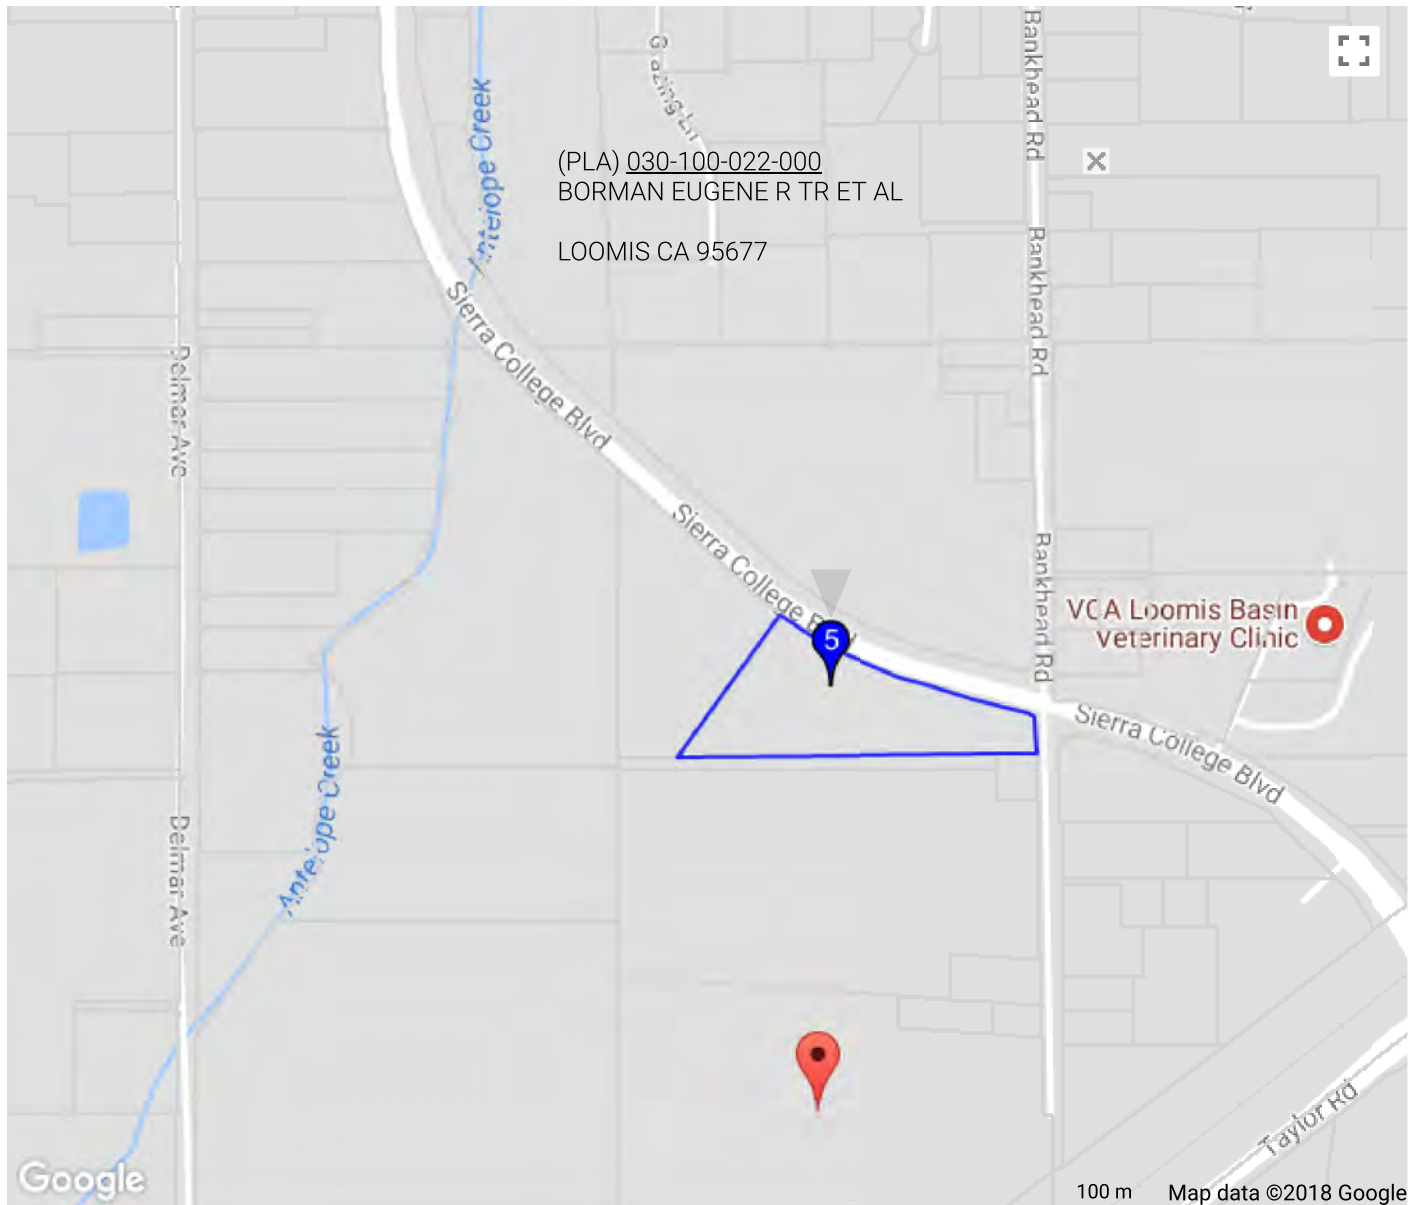 Bankhead Rd
Grazing Ln
Antelope Creek
(PLA) 030-100-022-000
BORMAN EUGENE R TR ET AL
LOOMIS CA 95677
Bankhead Rd
Sierra College Blvd
Delmar Ave
Sierra College Blvd
Bankhead Rd
5
VCA Loomis Basin
Veterinary Clinic
Sierra College Blvd
Antelope Creek
Delmar Ave
Taylor Rd
Google
100 m
Map data ©2018 Google